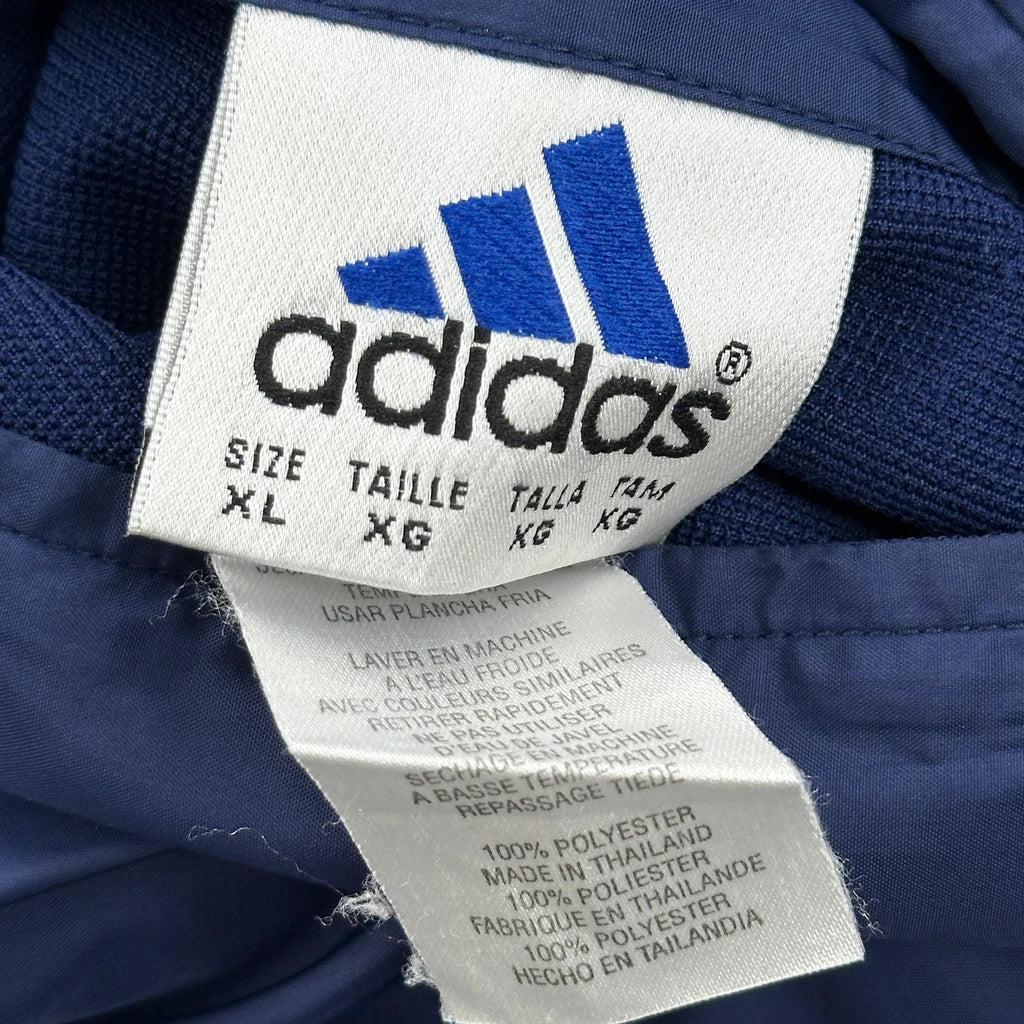 adidas®
SIZE TAILLE TALLA TAM
XL XG XG XG
USAR PLANCHA FRIA
LAVER EN MACHINE
A L'EAU FROIDE
AVEC COULEURS SIMILAIRES
RETIRER RAPIDEMENT
NE PAS UTILISER
D'EAU DE JAVEL
SECHAGE EN MACHINE
A BASSE TEMPERATURE
REPASSAGE TIEDE
100% POLYESTER
MADE IN THAILAND
100% POLIESTER
FABRIQUE EN THAILANDE
100% POLYESTER
HECHO EN TAILANDIA